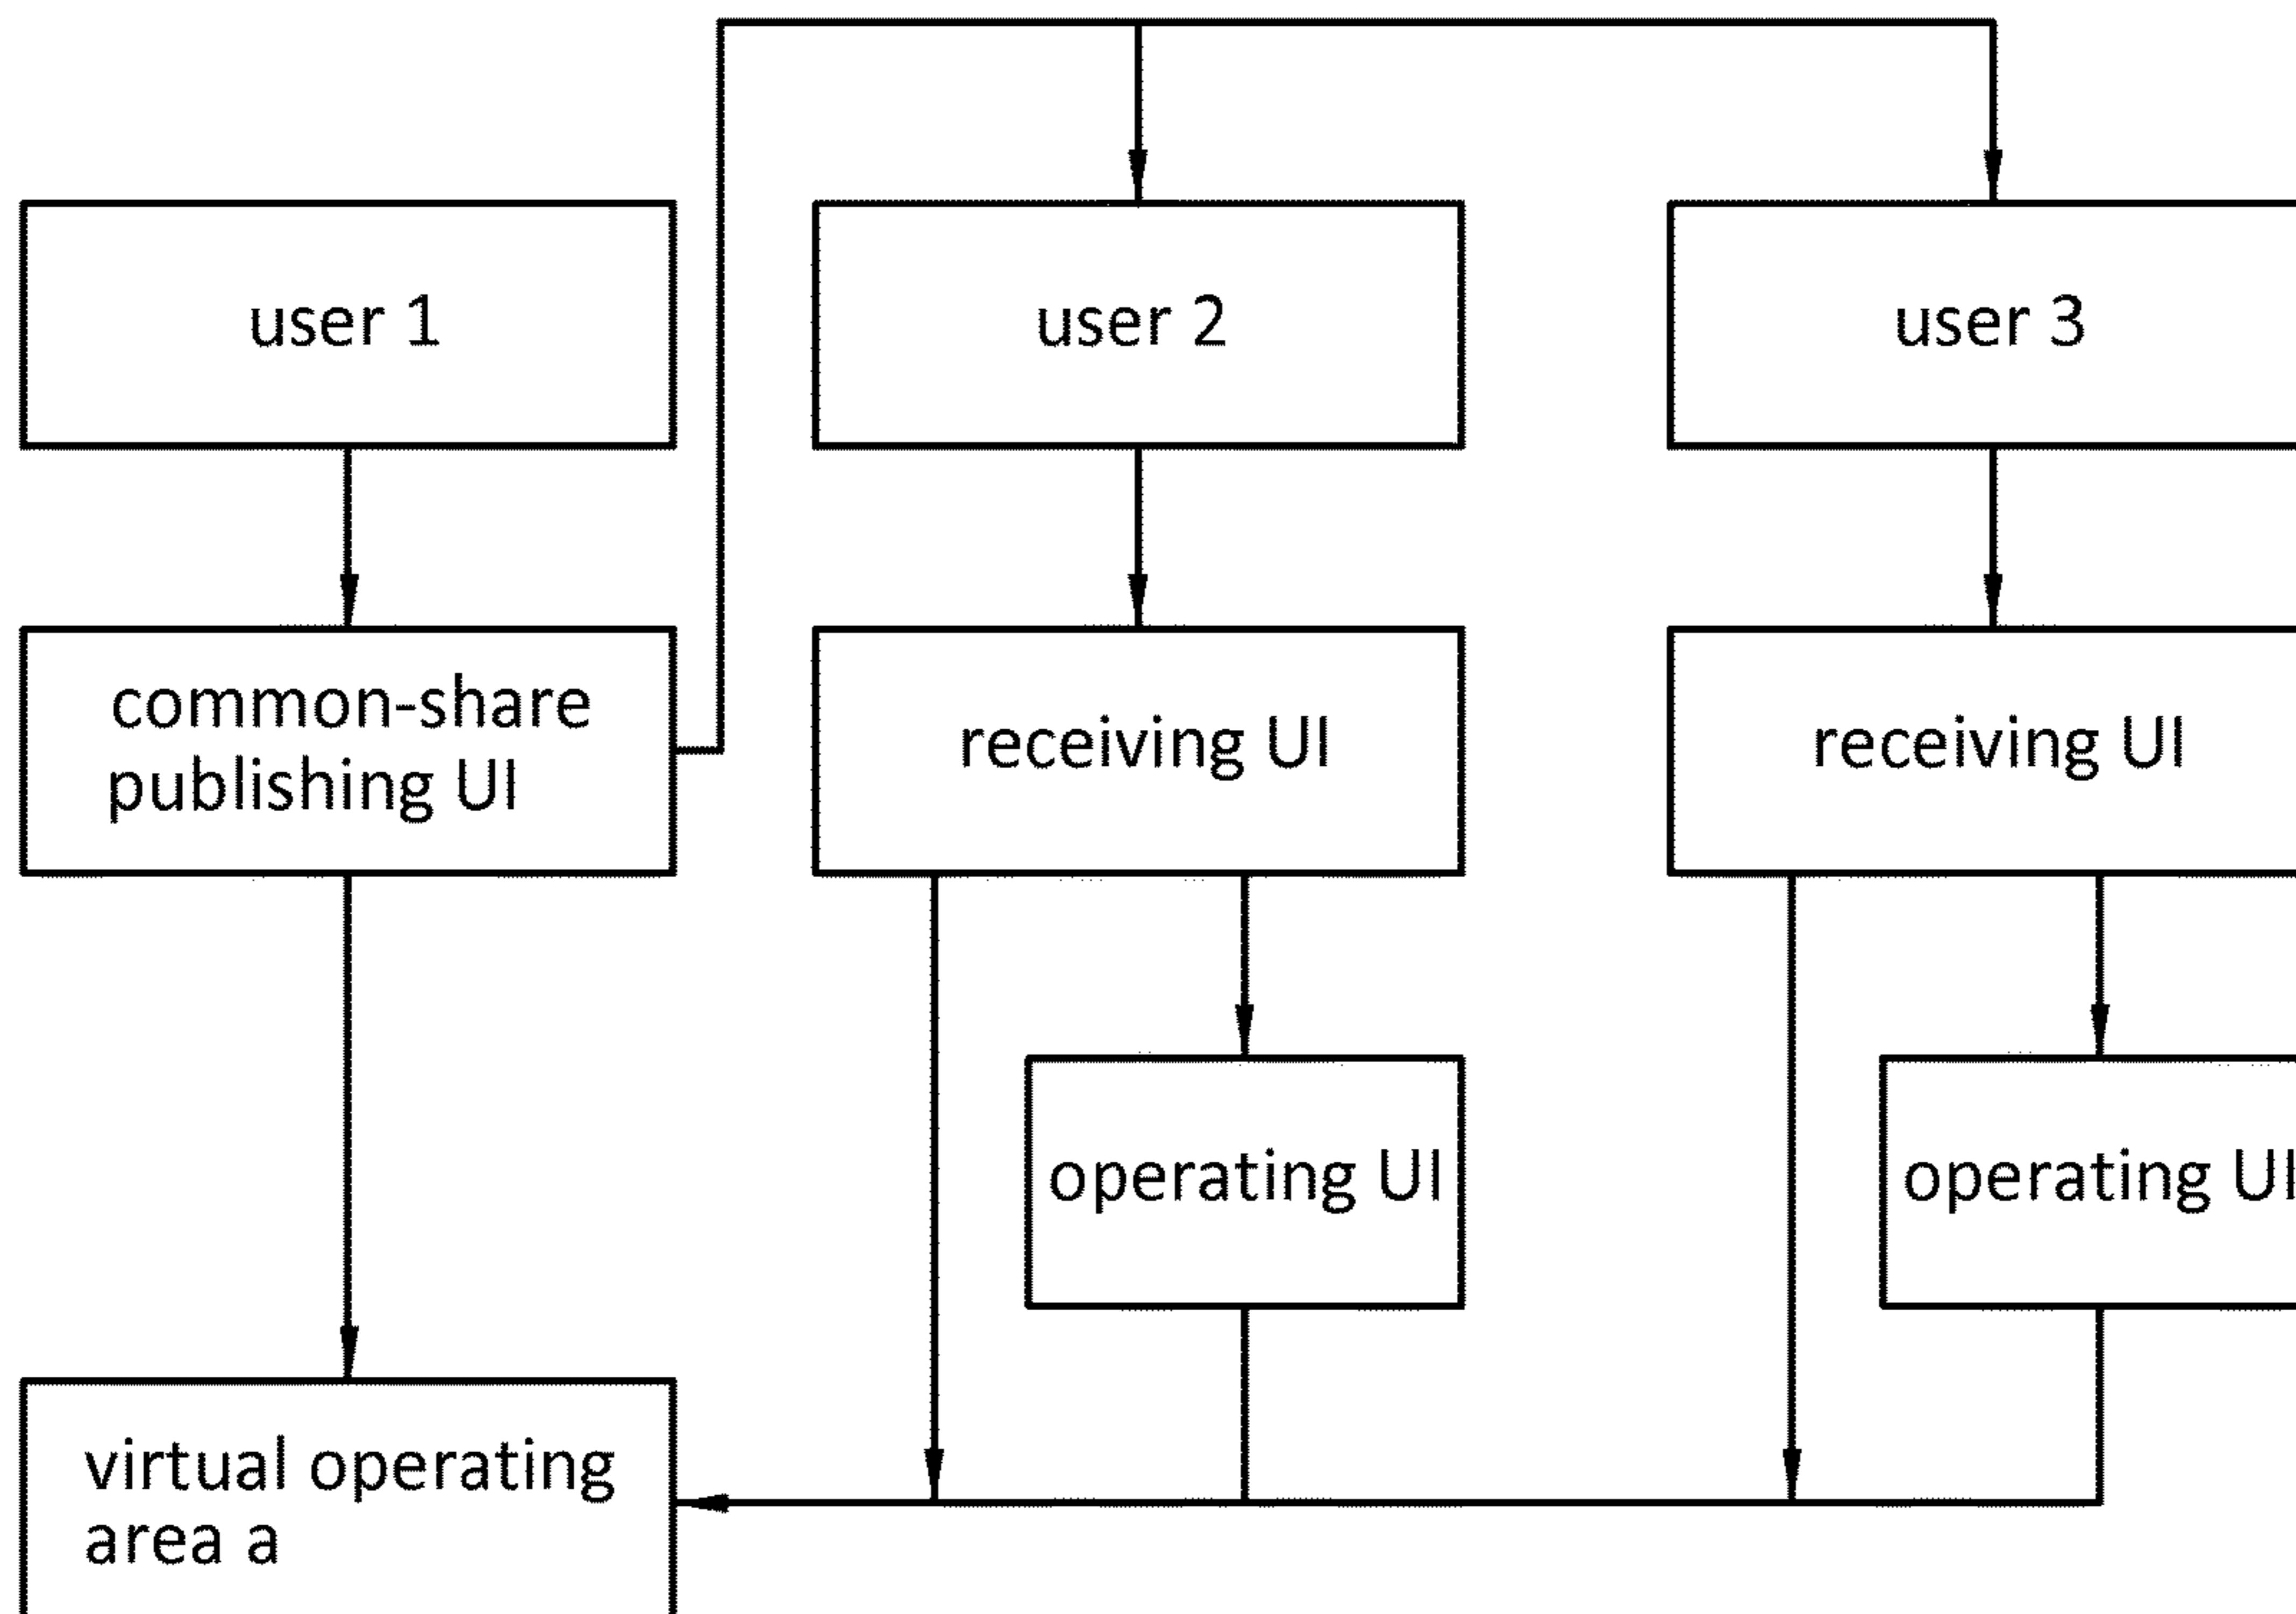 user 1
user 2
user 3
common-share
publishing UI
receiving UI
receiving UI
operating UI
operating UI
virtual operating
area a